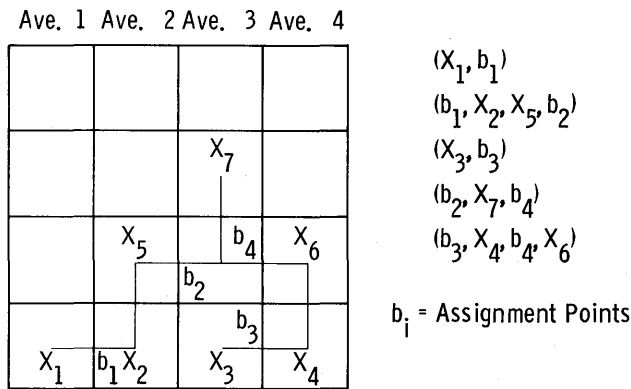 Ave. 1 Ave. 2 Ave. 3 Ave. 4
(X₁, b₁)
(b₁, X₂, X₅, b₂)
X₇
(X₃, b₃)
(b₂, X₇, b₄)
X₅ b₄ X₆
(b₃, X₄, b₄, X₆)
b₂
b₃
bᵢ = Assignment Points
X₁ b₁ X₂ X₃ X₄